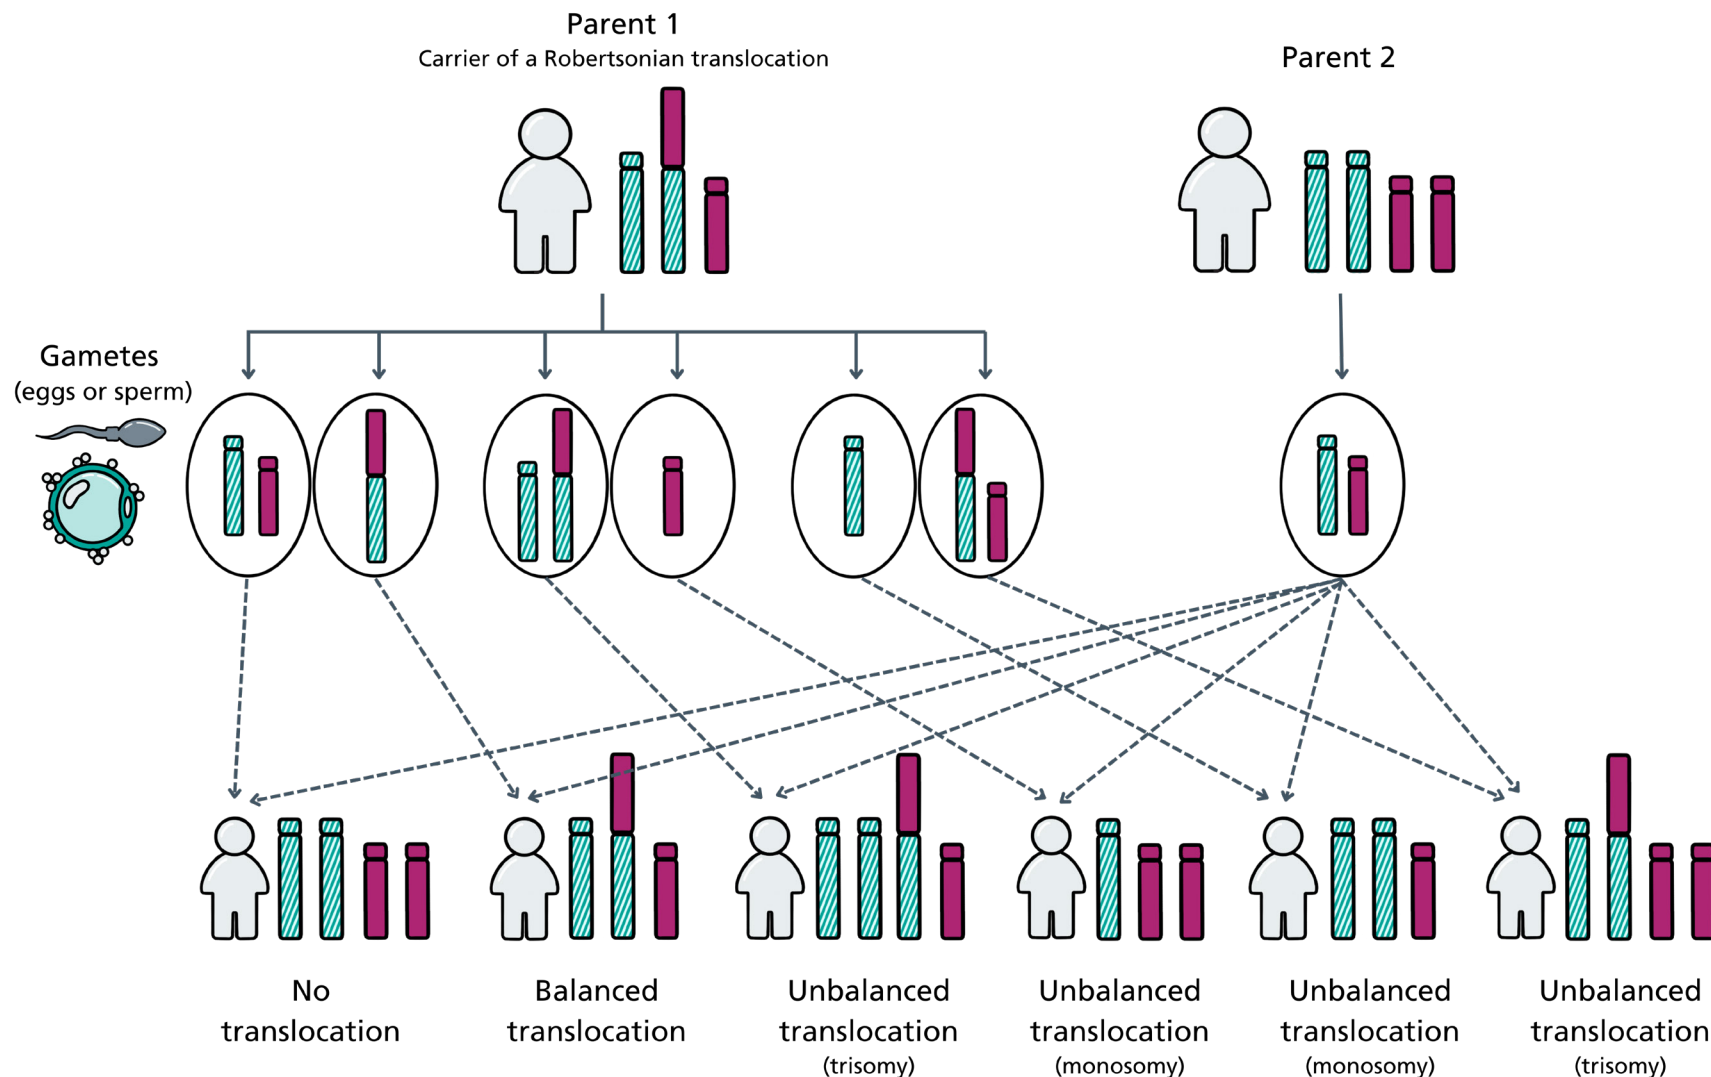 Parent 1
Carrier of a Robertsonian translocation
Parent 2
Gametes
(eggs or sperm)
No
translocation
Balanced
translocation
Unbalanced
translocation
(trisomy)
Unbalanced
translocation
(monosomy)
Unbalanced
translocation
(monosomy)
Unbalanced
translocation
(trisomy)